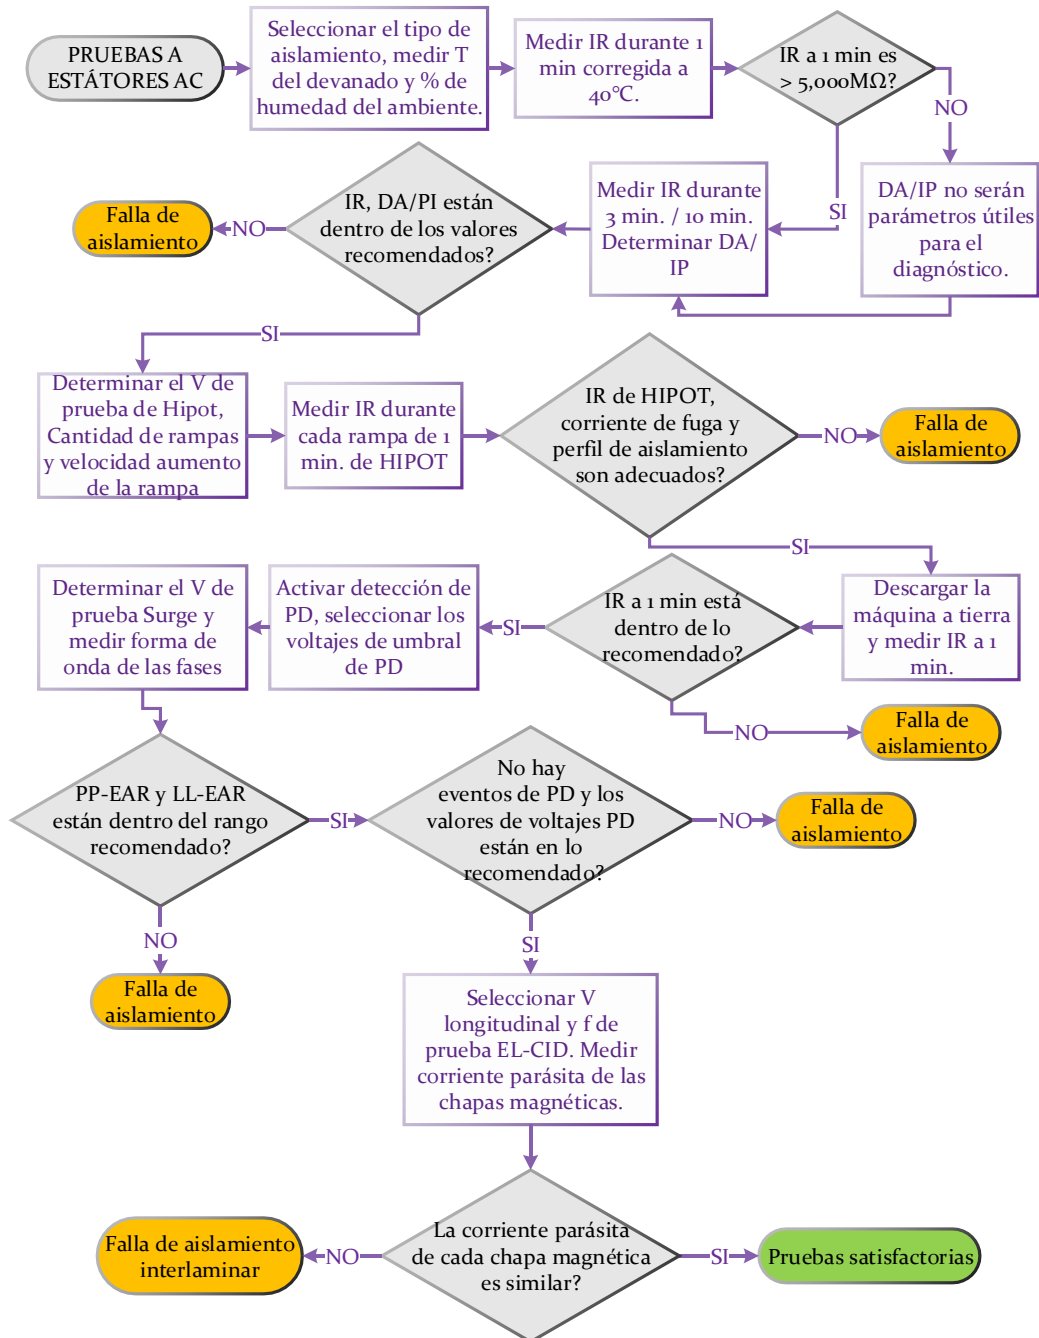 PRUEBAS A
ESTÁTORES AC
Seleccionar el tipo de
aislamiento, medir T
del devanado y % de
humedad del ambiente.
Medir IR durante 1
min corregida a
40°C.
IR a 1 min es
> 5,000MΩ?
NO
SI
DA/IP no serán
parámetros útiles
para el
diagnóstico.
Medir IR durante
3 min. / 10 min.
Determinar DA/
IP
IR, DA/PI están
dentro de los valores
recomendados?
NO
Falla de
aislamiento
SI
Determinar el V de
prueba de Hipot,
Cantidad de rampas
y velocidad aumento
de la rampa
Medir IR durante
cada rampa de 1
min. de HIPOT
IR de HIPOT,
corriente de fuga y
perfil de aislamiento
son adecuados?
NO
Falla de
aislamiento
SI
Descargar la
máquina a tierra
y medir IR a 1
min.
IR a 1 min está
dentro de lo
recomendado?
NO
Falla de
aislamiento
SI
Activar detección de
PD, seleccionar los
voltajes de umbral
de PD
Determinar el V de
prueba Surge y
medir forma de
onda de las fases
PP-EAR y LL-EAR
están dentro del rango
recomendado?
NO
Falla de
aislamiento
SI
No hay
eventos de PD y los
valores de voltajes PD
están en lo
recomendado?
NO
Falla de
aislamiento
SI
Seleccionar V
longitudinal y f de
prueba EL-CID. Medir
corriente parásita de las
chapas magnéticas.
La corriente parásita
de cada chapa magnética
es similar?
NO
Falla de aislamiento
interlaminar
SI
Pruebas satisfactorias